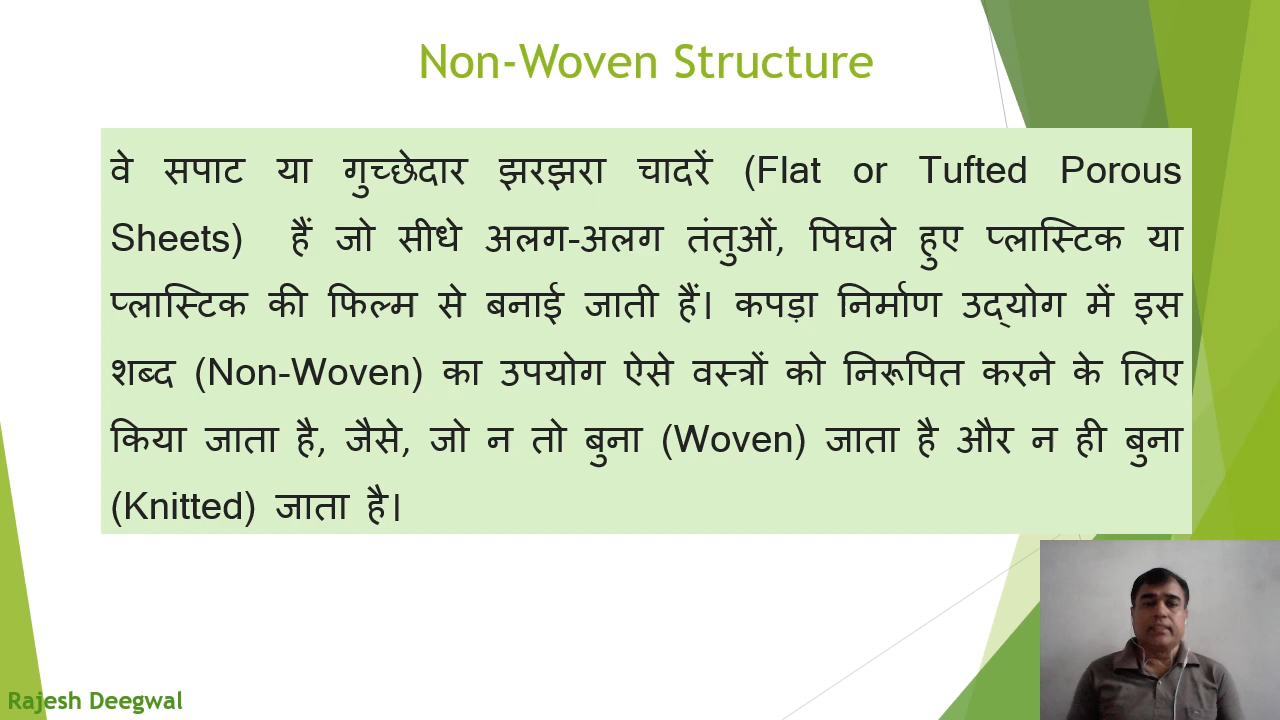 Non-Woven Structure
वे सपाट या गुच्छेदार झरझरा चादरें (Flat or Tufted Porous
Sheets) हैं जो सीधे अलग-अलग तंतुओं, पिघले हुए प्लास्टिक या
प्लास्टिक की फिल्म से बनाई जाती हैं। कपड़ा निर्माण उद्योग में इस
शब्द (Non-Woven) का उपयोग ऐसे वस्त्रों को निरूपित करने के लिए
किया जाता है, जैसे, जो न तो बुना (Woven) जाता है और न ही बुना
(Knitted) जाता है।
Rajesh Deegwal